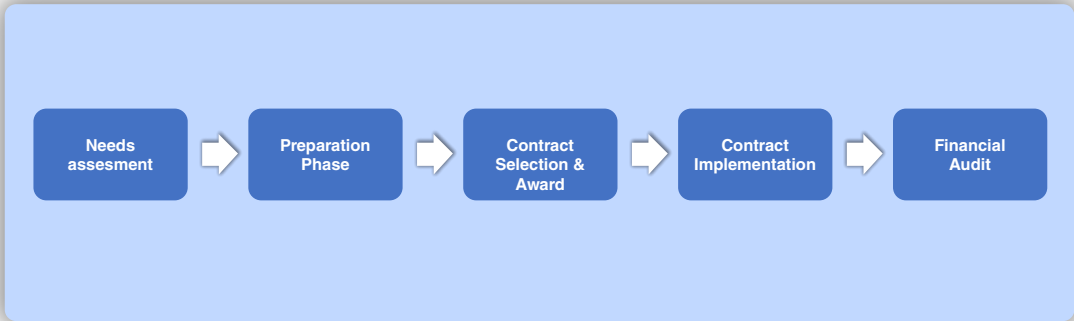 Needs
assesment
Preparation
Phase
Contract
Selection &
Award
Contract
Implementation
Financial
Audit